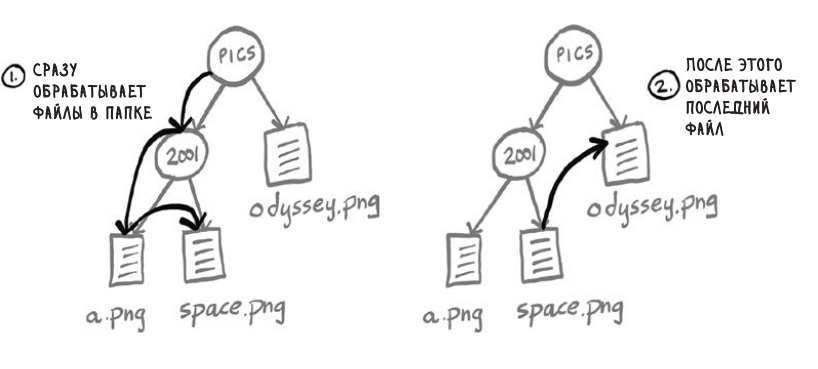 PICS
1. СРАЗУ
ОБРАБАТЫВАЕТ
ФАЙЛЫ В ПАПКЕ
2001
odyssey.png
a.png
space.png
PICS
2. ПОСЛЕ ЭТОГО
ОБРАБАТЫВАЕТ
ПОСЛЕДНИЙ
ФАЙЛ
2001
odyssey.png
a.png
space.png